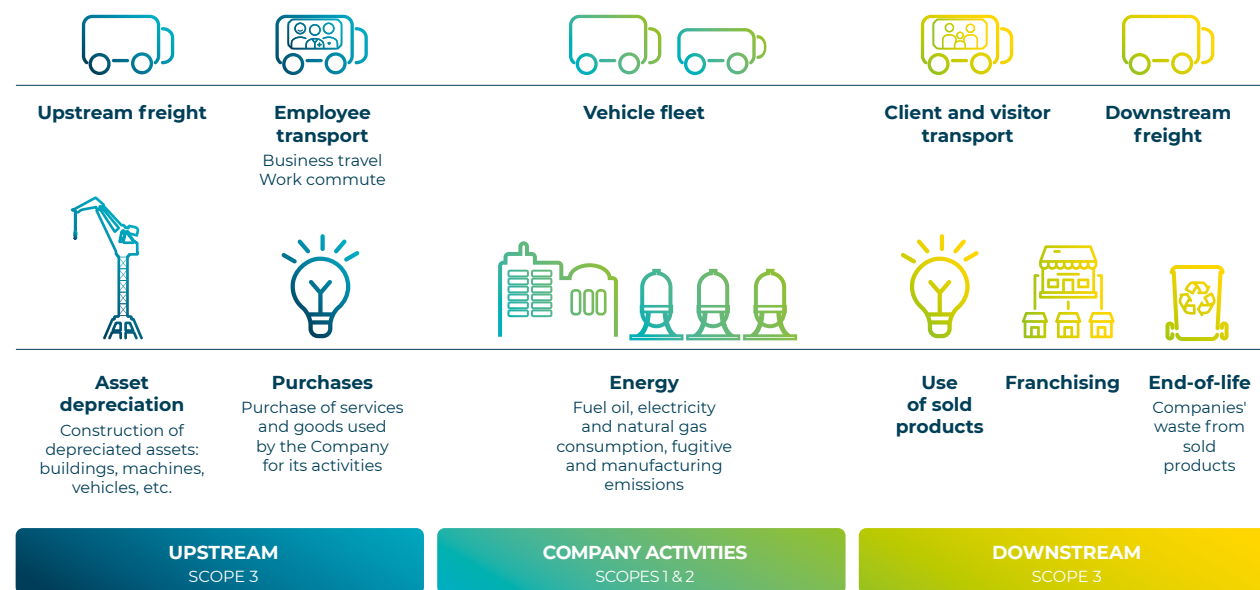 Upstream freight
Employee
transport
Business travel
Work commute
Vehicle fleet
Client and visitor
transport
Downstream
freight
Asset
depreciation
Construction of
depreciated assets:
buildings, machines,
vehicles, etc.
Purchases
Purchase of services
and goods used
by the Company
for its activities
Energy
Fuel oil, electricity
and natural gas
consumption, fugitive
and manufacturing
emissions
Use
of sold
products
Franchising
End-of-life
Companies'
waste from
sold
products
UPSTREAM
SCOPE 3
COMPANY ACTIVITIES
SCOPES 1 & 2
DOWNSTREAM
SCOPE 3